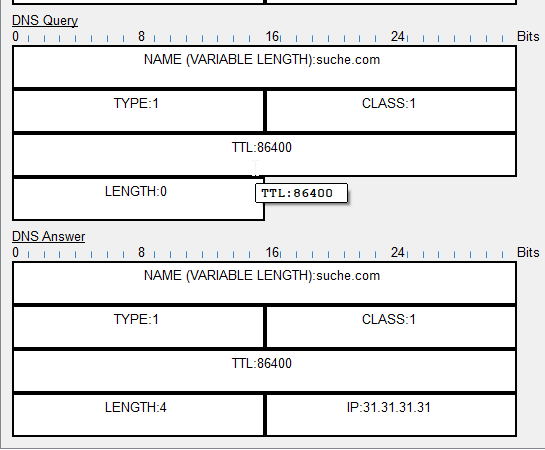 DNS Query
0 8 16 24 Bits
NAME (VARIABLE LENGTH):suche.com
TYPE:1 CLASS:1
TTL:86400
LENGTH:0 TTL:86400
DNS Answer
0 8 16 24 Bits
NAME (VARIABLE LENGTH):suche.com
TYPE:1 CLASS:1
TTL:86400
LENGTH:4 IP:31.31.31.31